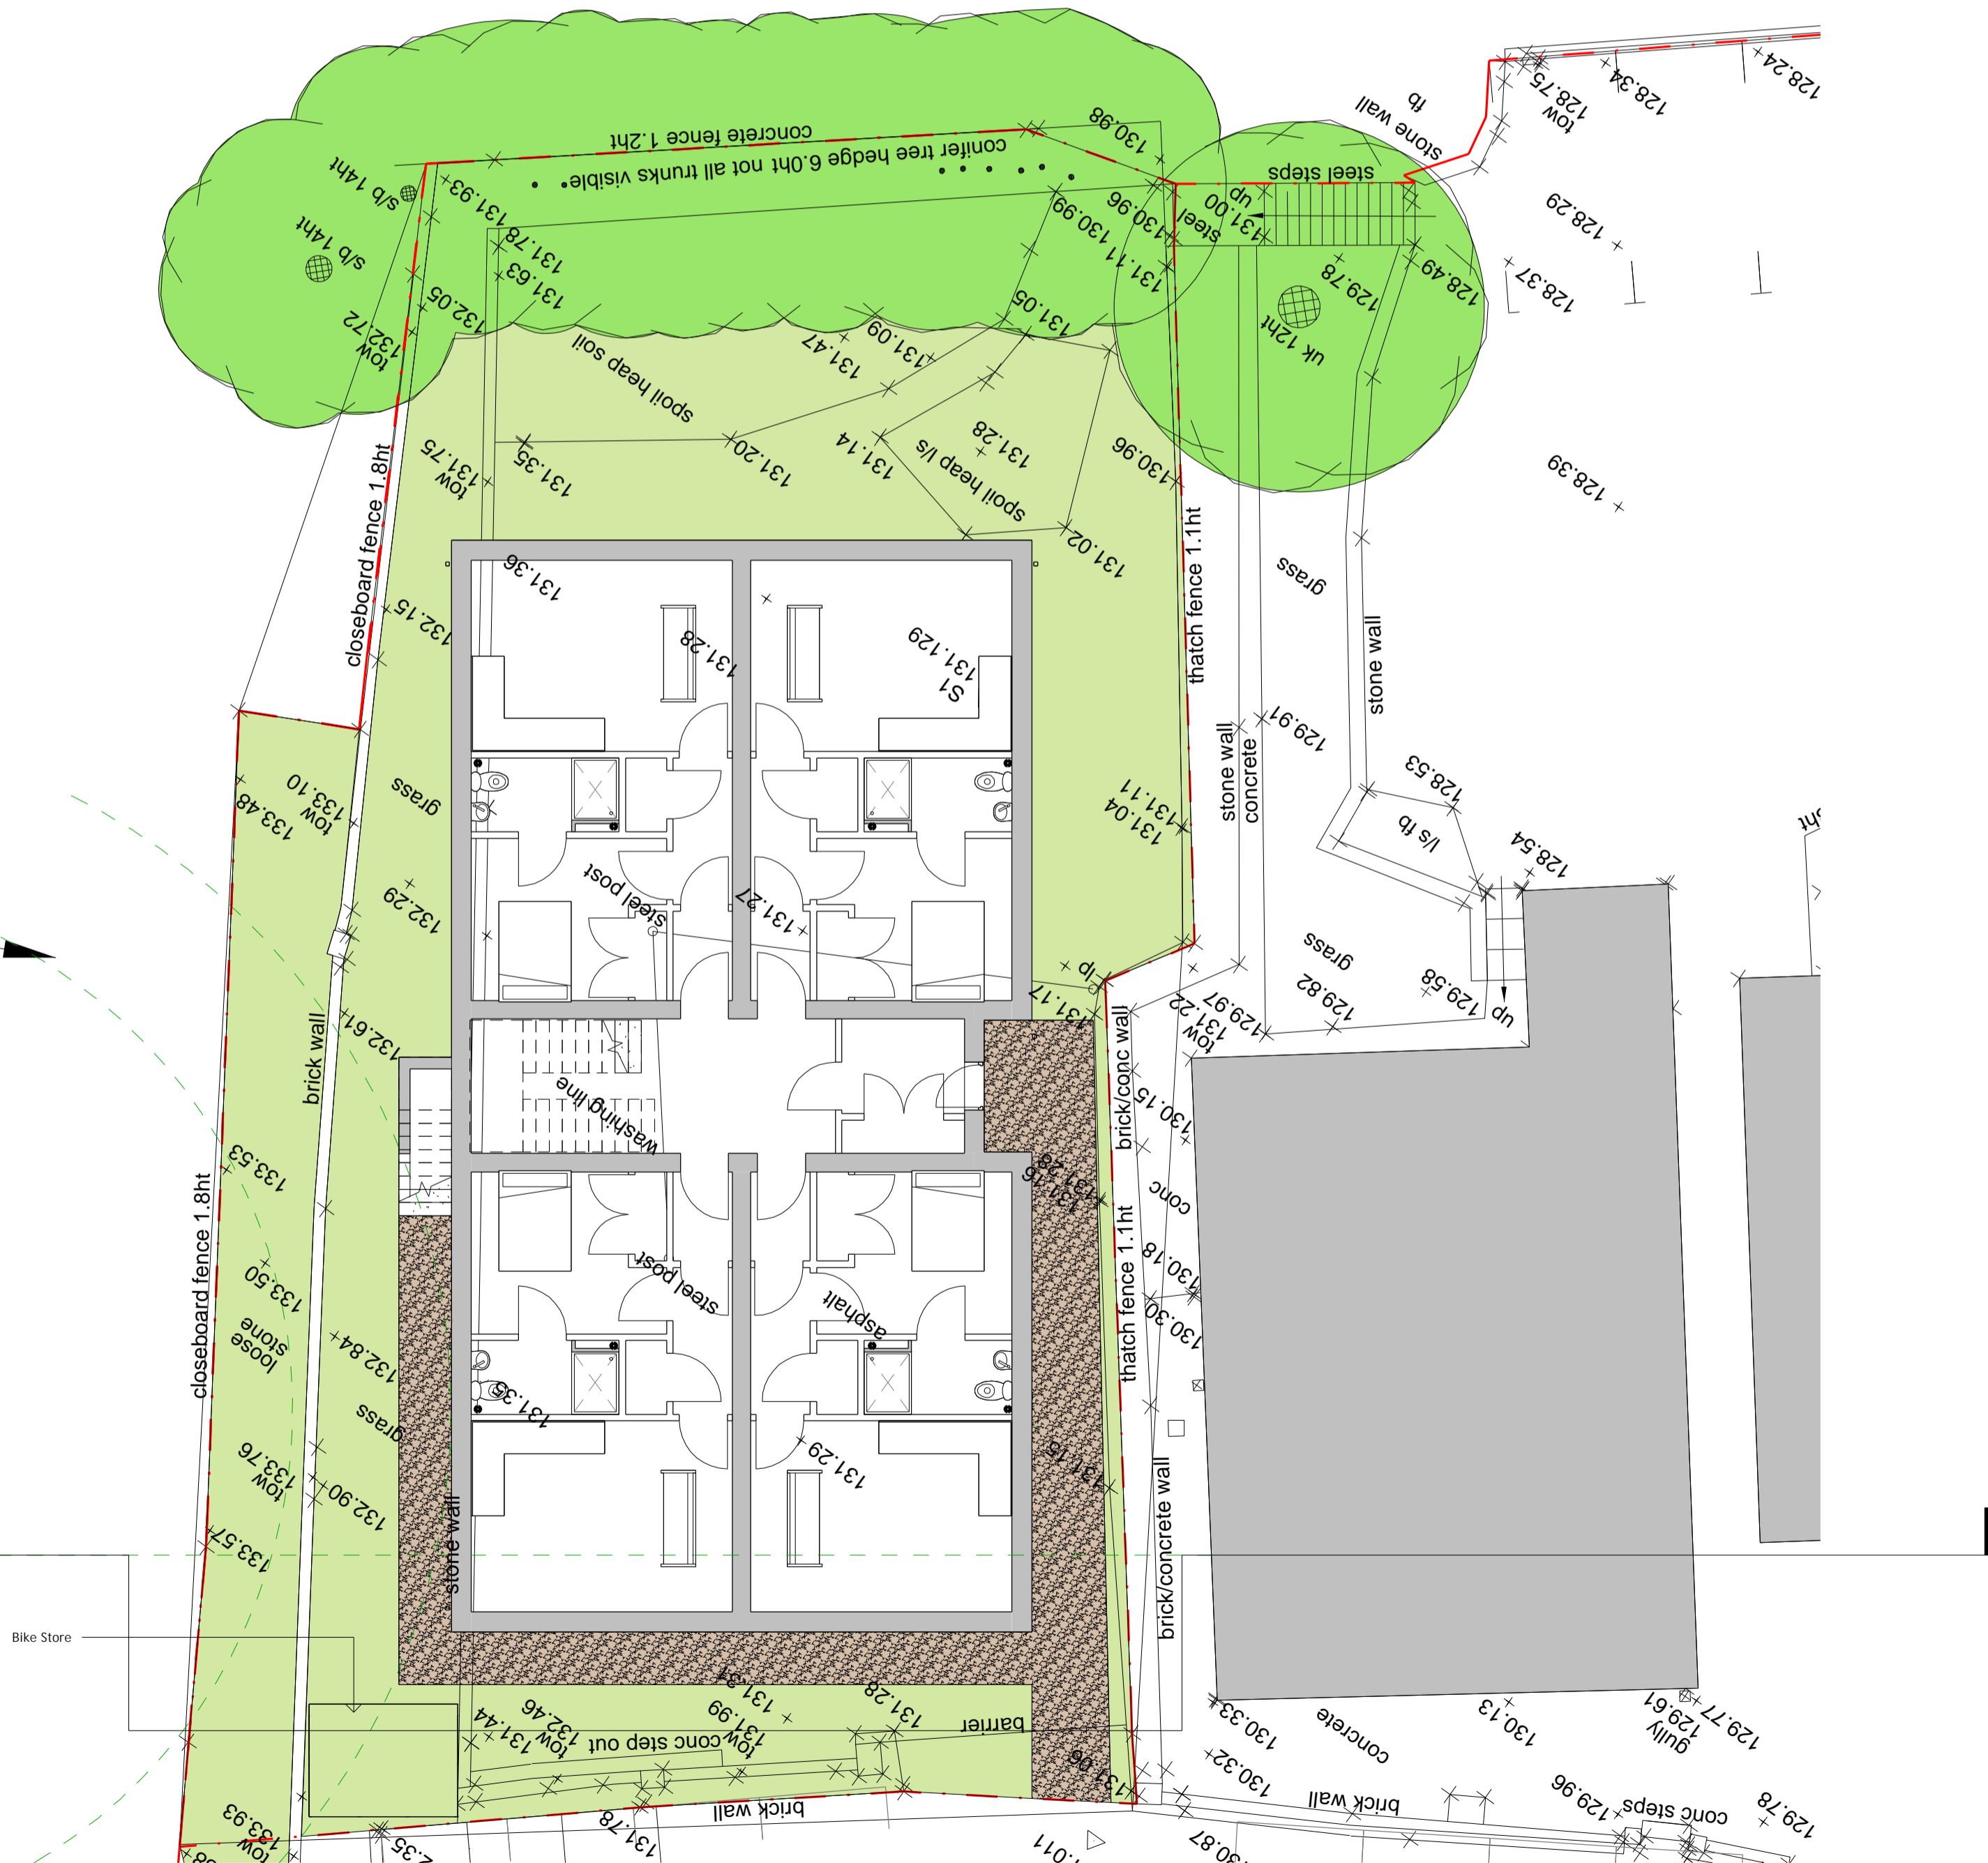 concrete fence 1.2ht
conifer tree hedge 6.0ht not all trunks visible
130.98
s/b 14ht
s/b 14ht
131.93
131.78
131.63
132.05
132.72
tow
130.99
130.96
131.11
131.05
steel
131.00
up
steel steps
stone wall
fb
128.75
tow
128.34
128.24
128.29
128.37
129.78
128.49
uk 12ht
128.39
spoil heap soil
131.47
131.09
131.75
tow
131.35
131.20
131.14
131.28
spoil heap l/s
131.02
130.96
closeboard fence 1.8ht
thatch fence 1.1ht
grass
stone wall
131.36
132.15
131.28
131.129
S1
133.48
133.10
tow
grass
132.29
131.11
131.04
stone wall
concrete
129.91
128.53
l/s fb
128.54
steel post
131.27
lp
131.17
grass
129.82
129.58
up
129.97
131.22
tow
brick wall
132.61
washing line
brick/conc wall
130.15
131.28
131.16
conc
133.53
closeboard fence 1.8ht
133.50
loose
stone
132.84
grass
steel post
asphalt
thatch fence 1.1ht
130.18
130.30
133.76
tow
132.90
131.35
131.29
131.15
133.57
stone wall
brick/concrete wall
Bike Store
131.44
132.46
tow
131.99
tow
131.31
131.28
conc step out
barrier
131.06
130.33
130.32
concrete
130.13
129.61
gully
129.77
133.93
tow
131.78
brick wall
brick wall
129.96
conc steps
129.78